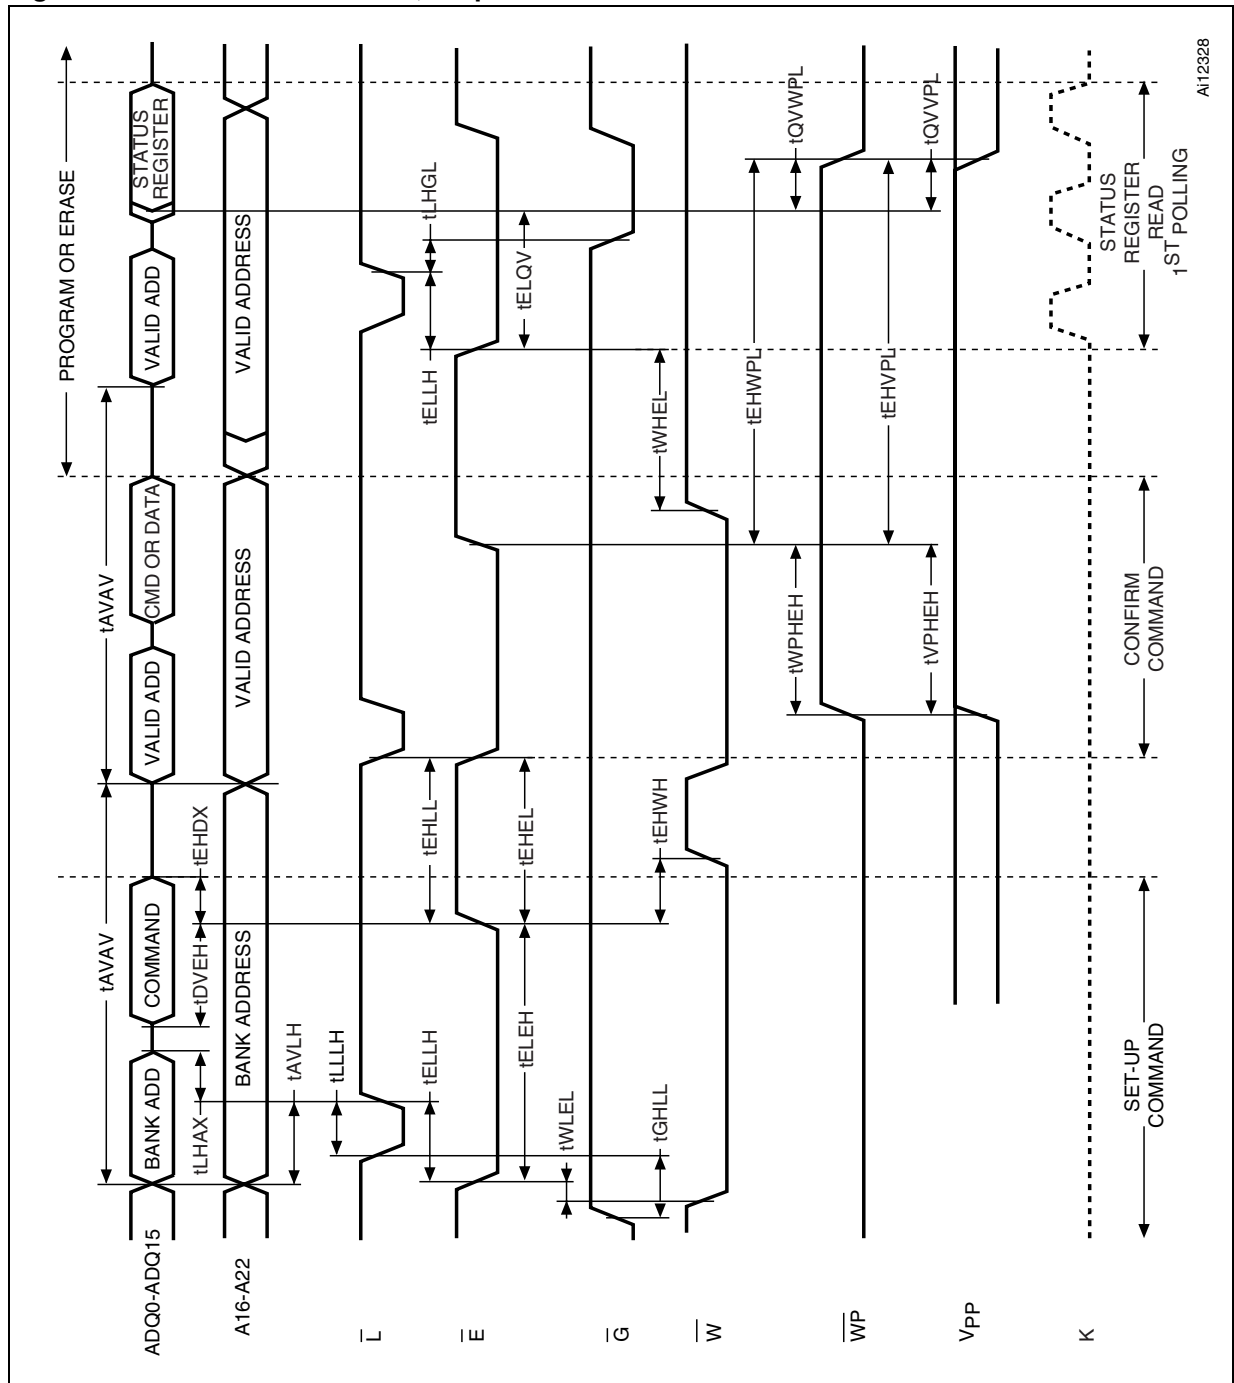 PROGRAM OR ERASE
tAVAV
tAVAV
ADQ0-ADQ15
BANK ADD
COMMAND
VALID ADD
CMD OR DATA
VALID ADD
STATUS
REGISTER
tLHAX
tDVEH
tEHDX
A16-A22
BANK ADDRESS
VALID ADDRESS
VALID ADDRESS
tAVLH
tLLLH
L
tELLH
tEHLL
tELLH
tLHGL
E
tELEH
tEHEL
tELQV
tWLEL
G
tGHLL
tEHWH
tWHEL
W
tEHWPL
tWPHEH
tQVWPL
WP
tEHVPL
tVPHEH
tQVVPL
VPP
K
SET-UP
COMMAND
CONFIRM
COMMAND
STATUS
REGISTER
READ
1ST POLLING
Ai12328